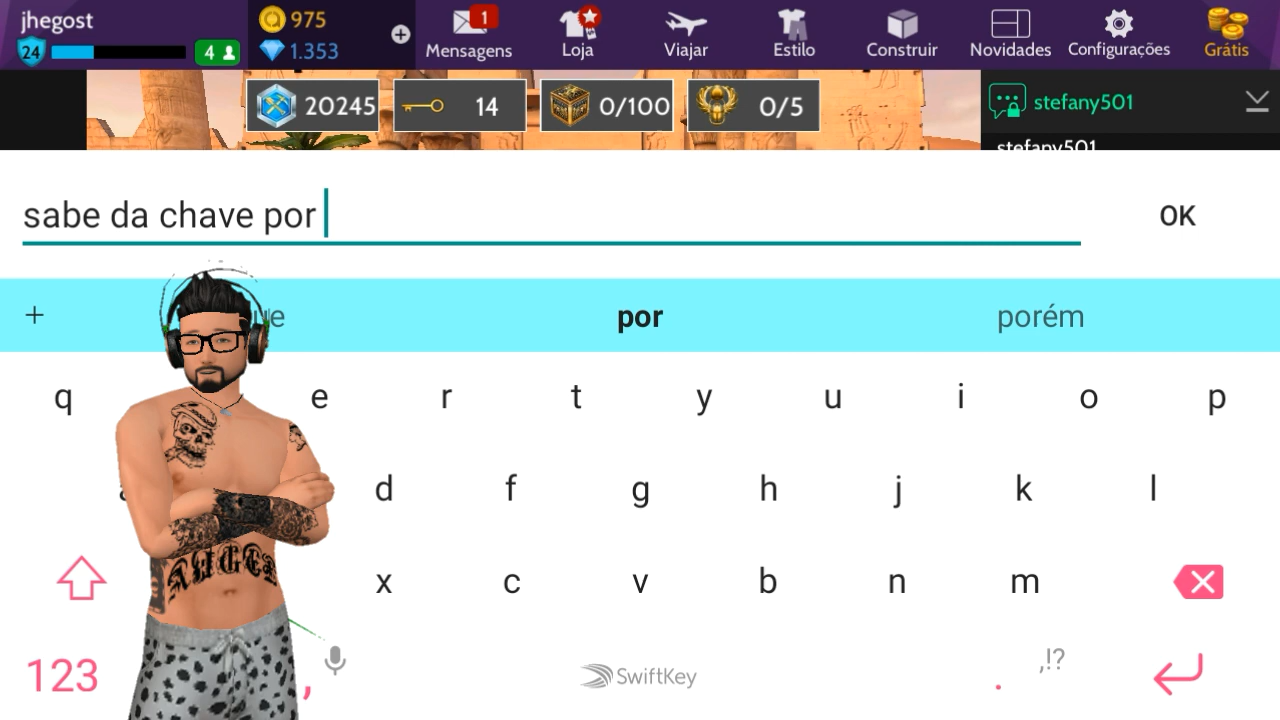 jhegost
24
4
975
1.353
1
Mensagens
Loja
Viajar
Estilo
Construir
Novidades
Configurações
Grátis
20245
14
0/100
0/5
stefany501
stefany501
sabe da chave por
OK
+
por
porém
q e r t y u i o p
d f g h j k l
x c v b n m
123
,
SwiftKey
.
,!?